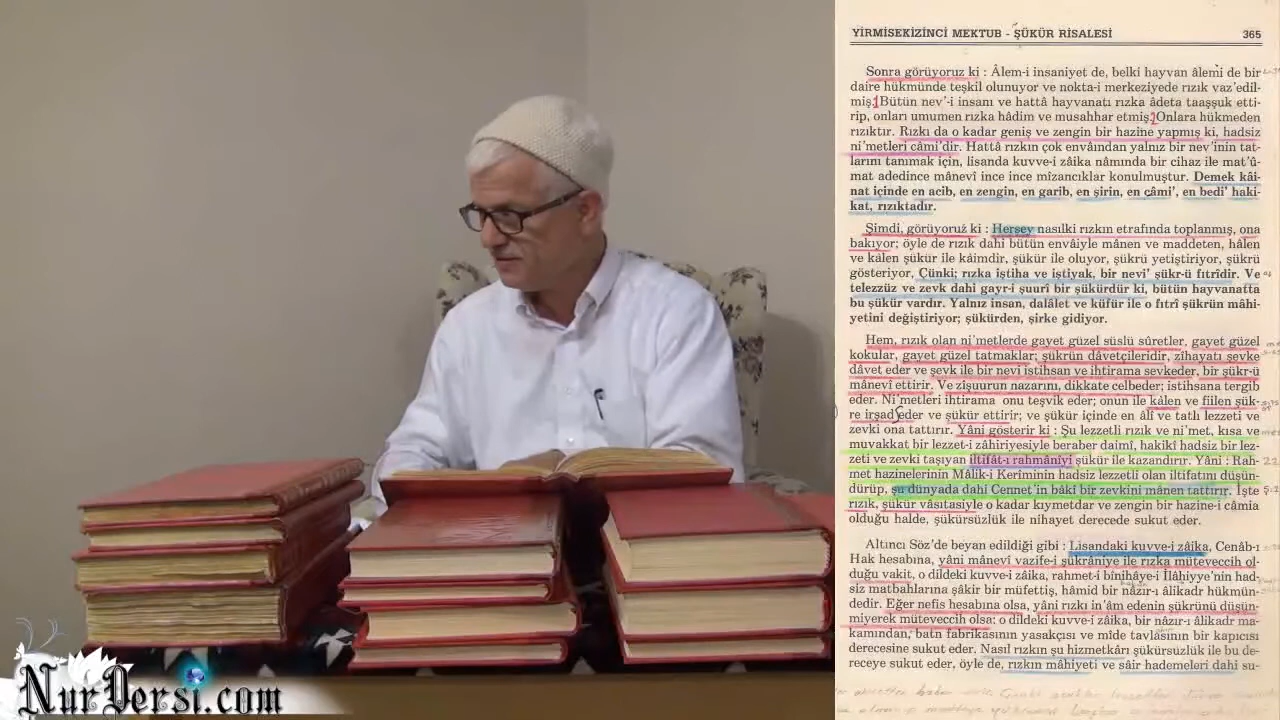 YİRMİSEKİZİNCİ MEKTUB - ŞÜKÜR RİSALESİ 365
Sonra görüyoruz ki : Âlem-i insaniyet de, belki hayvan âlemi de bir
daire hükmünde teşkil olunuyor ve nokta-i merkeziyede rızık vaz'edil-
miş. 1 Bütün nev'-i insanı ve hattâ hayvanatı rızka âdeta taaşşuk etti-
rip, onları umumen rızka hâdim ve musahhar etmiş. 2 Onlara hükmeden
rızıktır. Rızkı da o kadar geniş ve zengin bir hazine yapmış ki, hadsiz
ni'metleri câmi'dir. Hattâ rızkın çok envâından yalnız bir nev'inin tat-
larını tanımak için, lisanda kuvve-i zâika nâmında bir cihaz ile mat'û-
mat adedince mânevî ince ince mîzancıklar konulmuştur. Demek kâi-
nat içinde en acib, en zengin, en garib, en şirin, en câmi', en bedi' haki-
kat, rızıktadır.
Şimdi, görüyoruz ki : Herşey nasılki rızkın etrafında toplanmış, ona
bakıyor; öyle de rızık dahi bütün envâiyle mânen ve maddeten, hâlen
ve kàlen şükür ile kàimdir, şükür ile oluyor, şükrü yetiştiriyor, şükrü
gösteriyor. Çünki; rızka iştiha ve iştiyak, bir nevi' şükr-ü fıtrîdir. Ve
telezzüz ve zevk dahi gayr-i şuurî bir şükürdür ki, bütün hayvanatta
bu şükür vardır. Yalnız insan, dalâlet ve küfür ile o fıtrî şükrün mâhi-
yetini değiştiriyor; şükürden, şirke gidiyor.
Hem, rızık olan ni'metlerde gayet güzel süslü sûretler, gayet güzel
kokular, gayet güzel tatmaklar; şükrün dâvetçileridir, zîhayatı şevke
dâvet eder ve şevk ile bir nevi istihsan ve ihtirama sevkeder, bir şükr-ü
mânevî ettirir. Ve zîşuurun nazarını, dikkate celbeder; istihsana tergib
eder. Ni'metleri ihtirama onu teşvik eder; onun ile kàlen ve fiilen şük-
re irşad eder ve şükür ettirir; ve şükür içinde en âlî ve tatlı lezzeti ve
zevki ona tattırır. Yâni gösterir ki : Şu lezzetli rızık ve ni'met, kısa ve
muvakkat bir lezzet-i zâhiriyesiyle beraber daimî, hakikî hadsiz bir lez-
zeti ve zevki taşıyan iltifât-ı rahmâniyi şükür ile kazandırır. Yâni : Rah-
met hazinelerinin Mâlik-i Keriminin hadsiz lezzetli olan iltifatını düşün-
dürüp, şu dünyada dahi Cennet'in bâki bir zevkini mânen tattırır. İşte
rızık, şükür vâsıtasiyle o kadar kıymetdar ve zengin bir hazine-i câmia
olduğu halde, şükürsüzlük ile nihayet derecede sukut eder.
Altıncı Söz'de beyan edildiği gibi : Lisandaki kuvve-i zâika, Cenâb-ı
Hak hesabına, yâni mânevî vazife-i şükrâniye ile rızka müteveccih ol-
duğu vakit, o dildeki kuvve-i zâika, rahmet-i bînihâye-i İlâhiyye'nin had-
siz matbahlarına şâkir bir müfettiş, hâmid bir nâzır-ı âlikadr hükmün-
dedir. Eğer nefis hesabına olsa, yâni rızkı in'âm edenin şükrünü düşün-
miyerek müteveccih olsa: o dildeki kuvve-i zâika, bir nâzır-ı âlikadr ma-
kamından, batn fabrikasının yasakçısı ve mîde tavlasının bir kapıcısı
derecesine sukut eder. Nasıl rızkın şu hizmetkârı şükürsüzlük ile bu de-
receye sukut eder, öyle de, rızkın mâhiyeti ve sâir hademeleri dahi su-
NurDersi.com